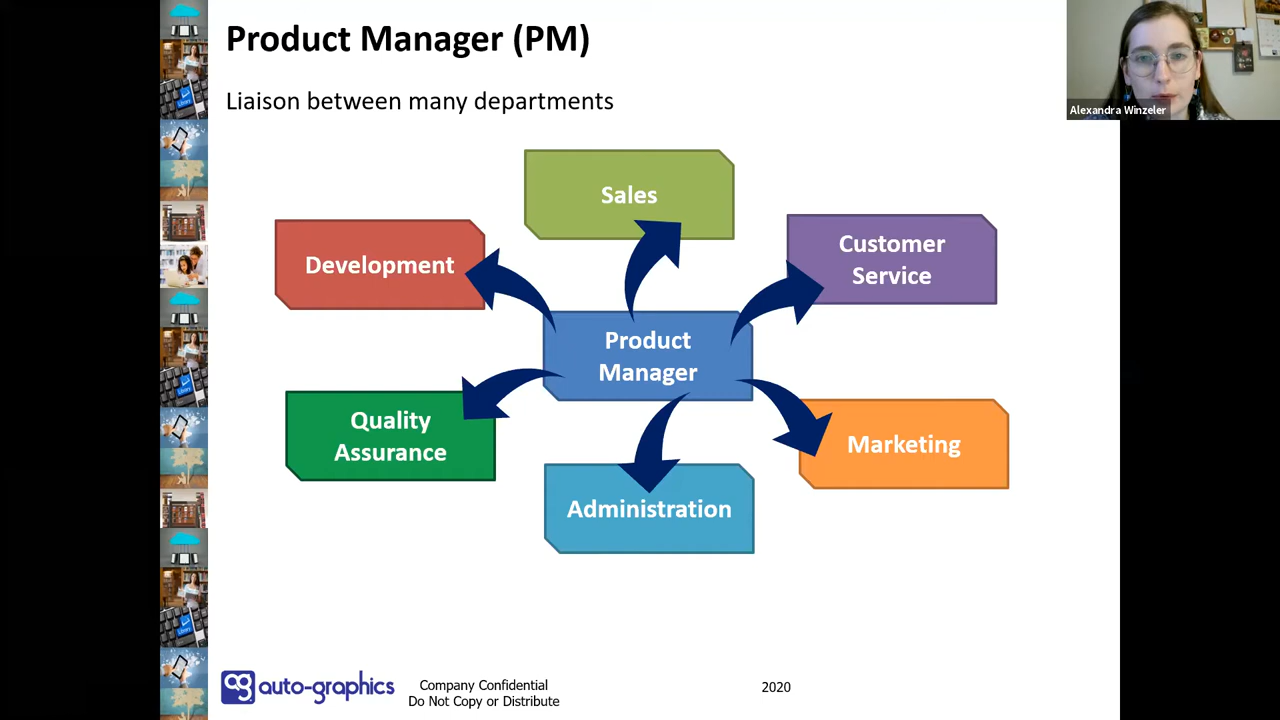 Product Manager (PM)
Alexandra Winzeler
Liaison between many departments
Sales
Development
Customer
Service
Product
Manager
Quality
Assurance
Marketing
Administration
auto-graphics
Company Confidential
Do Not Copy or Distribute
2020